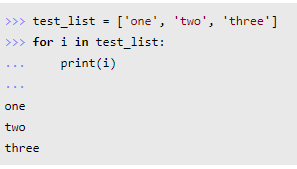 >>> test_list = ['one', 'two', 'three']
>>> for i in test_list:
...     print(i)
...
one
two
three